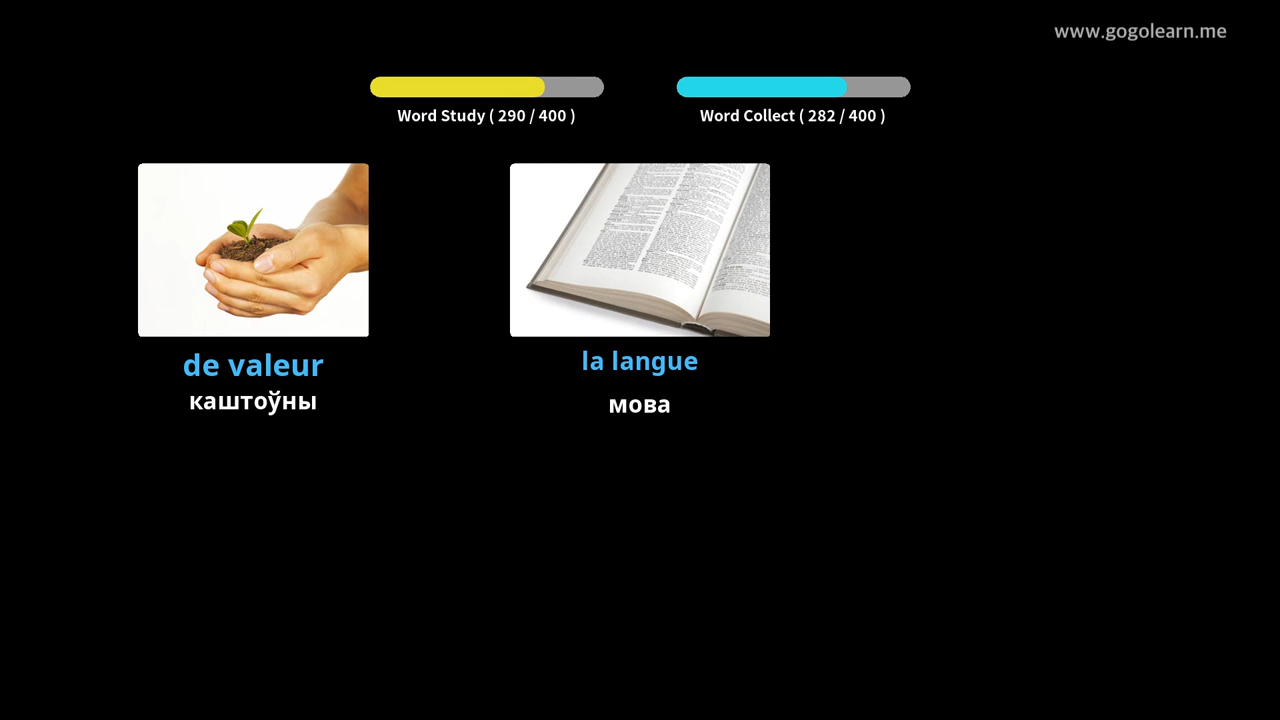 www.gogolearn.me
Word Study ( 290 / 400 )
Word Collect ( 282 / 400 )
de valeur
каштоўны
la langue
мова